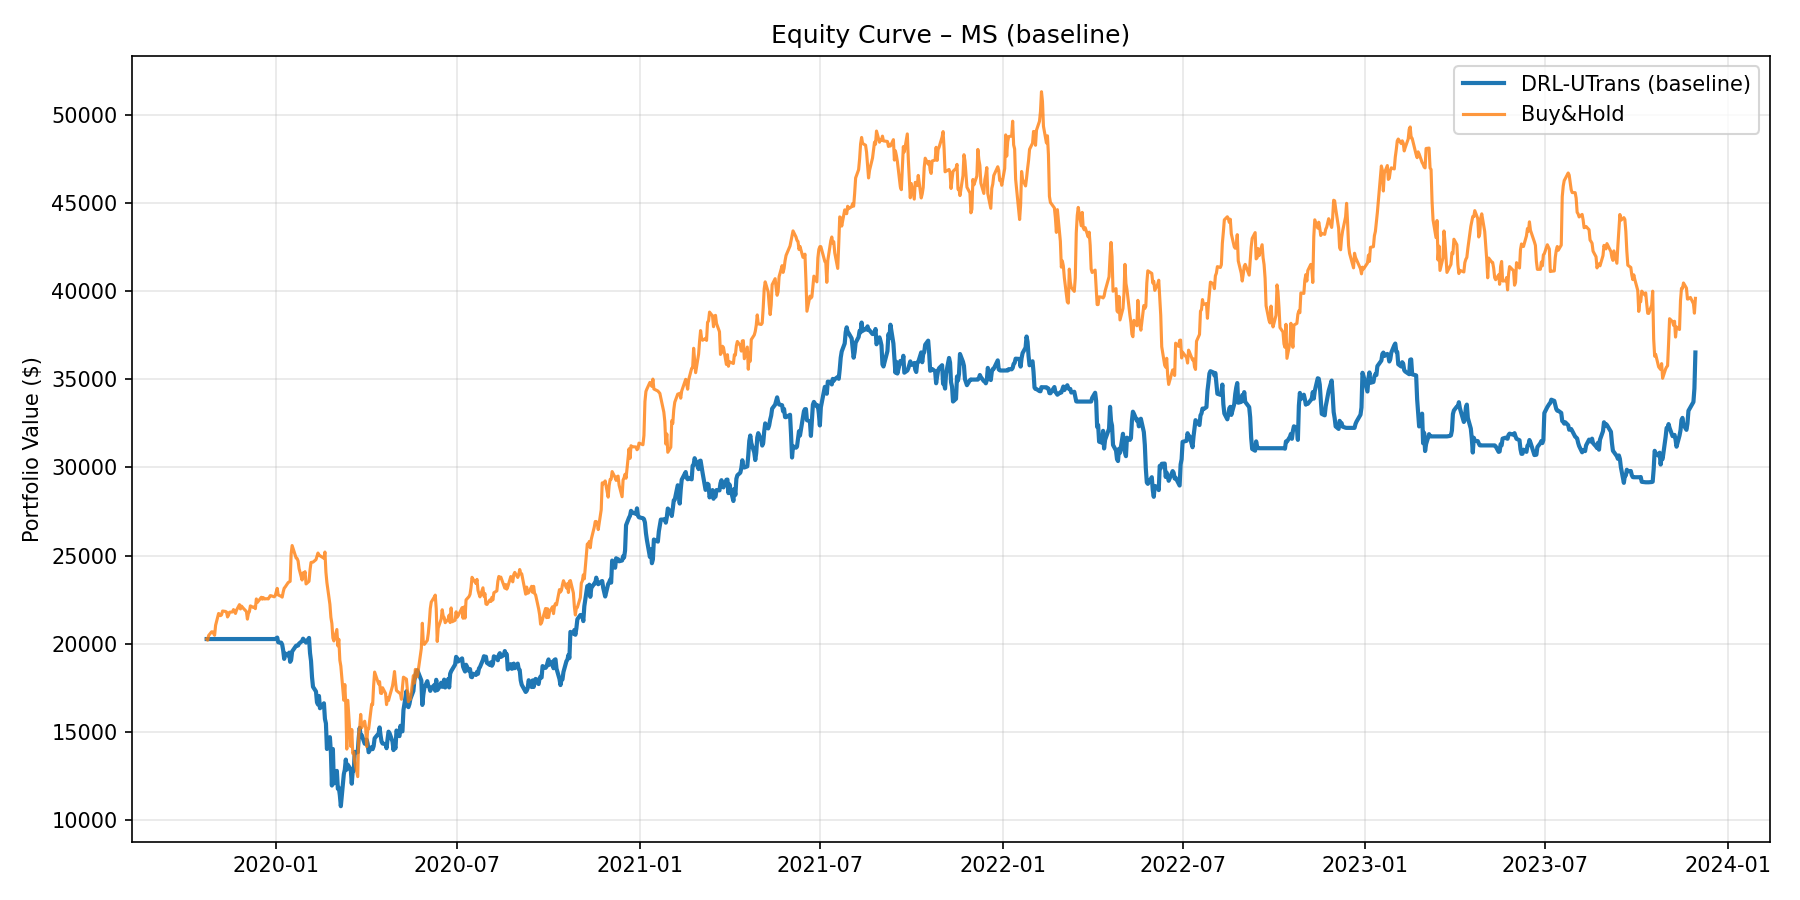 Equity Curve – MS (baseline)
DRL-UTrans (baseline)
Buy&Hold
Portfolio Value ($)
50000
45000
40000
35000
30000
25000
20000
15000
10000
2020-01 2020-07 2021-01 2021-07 2022-01 2022-07 2023-01 2023-07 2024-01